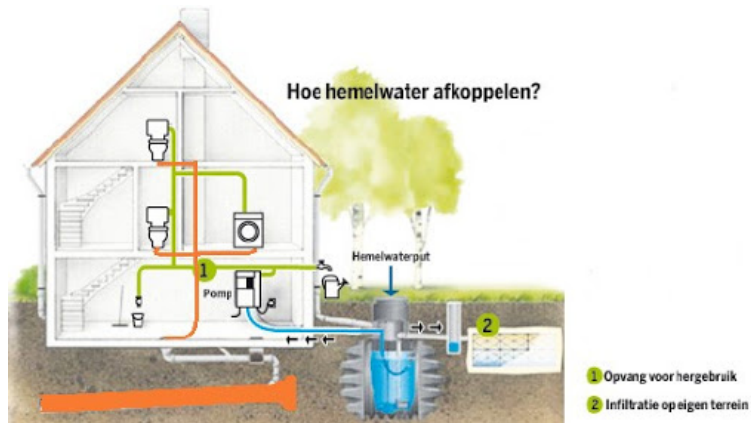 Hoe hemelwater afkoppelen?
Hemelwaterput
1
Pomp
2
1 Opvang voor hergebruik
2 Infiltratie op eigen terrein